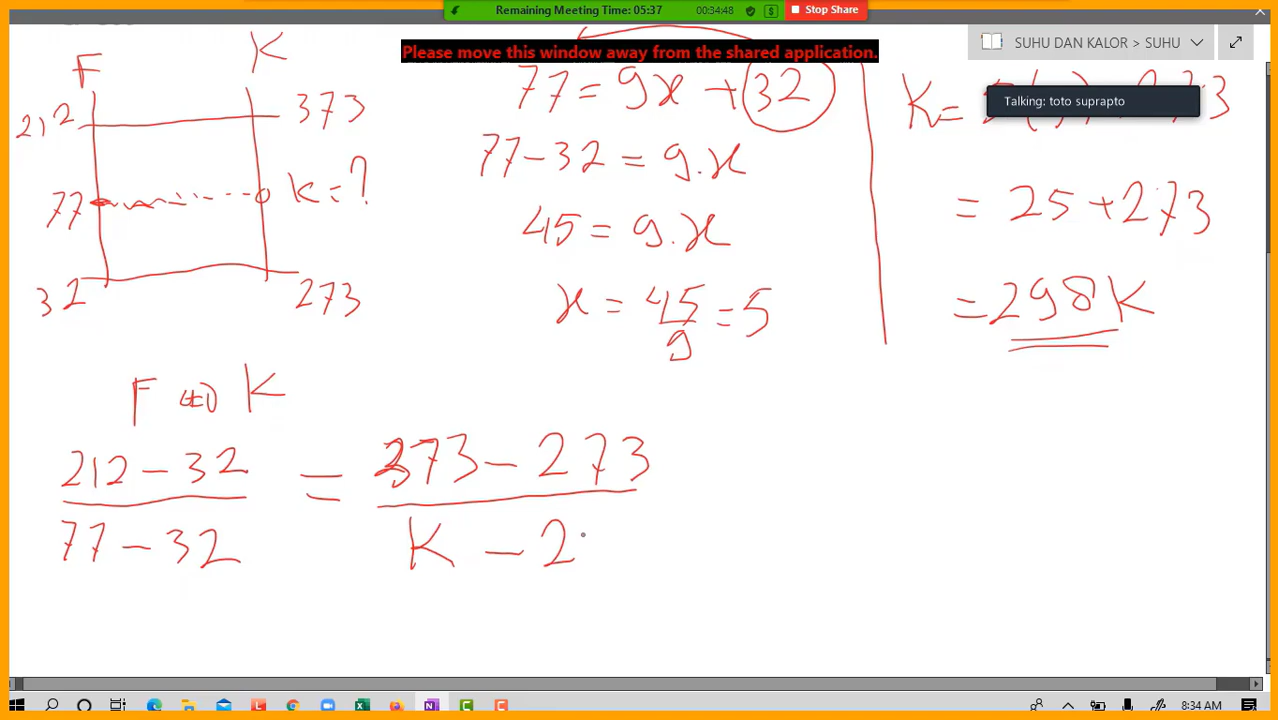 Remaining Meeting Time: 05:37
Stop Share
00:34:48
Please move this window away from the shared application.
SUHU DAN KALOR > SUHU
Talking: toto suprapto
F K
212 373
77 K = ?
32 273
77 = 9x + 32
77 - 32 = 9.x
45 = 9.x
x = 45/9 = 5
K =
= 25 + 273
= 298 K
F ⇔ K
212 - 32 = 373 - 273
77 - 32 K - 2
8:34 AM